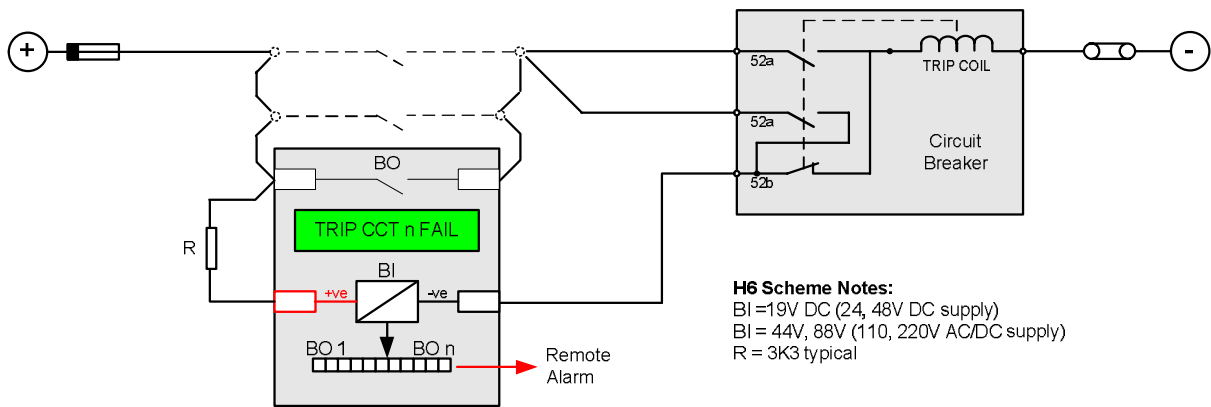 +
-
52a
TRIP COIL
52a
Circuit
Breaker
52b
BO
TRIP CCT n FAIL
R
BI
+ve
-ve
BO 1
BO n
Remote
Alarm
H6 Scheme Notes:
BI =19V DC (24, 48V DC supply)
BI = 44V, 88V (110, 220V AC/DC supply)
R = 3K3 typical